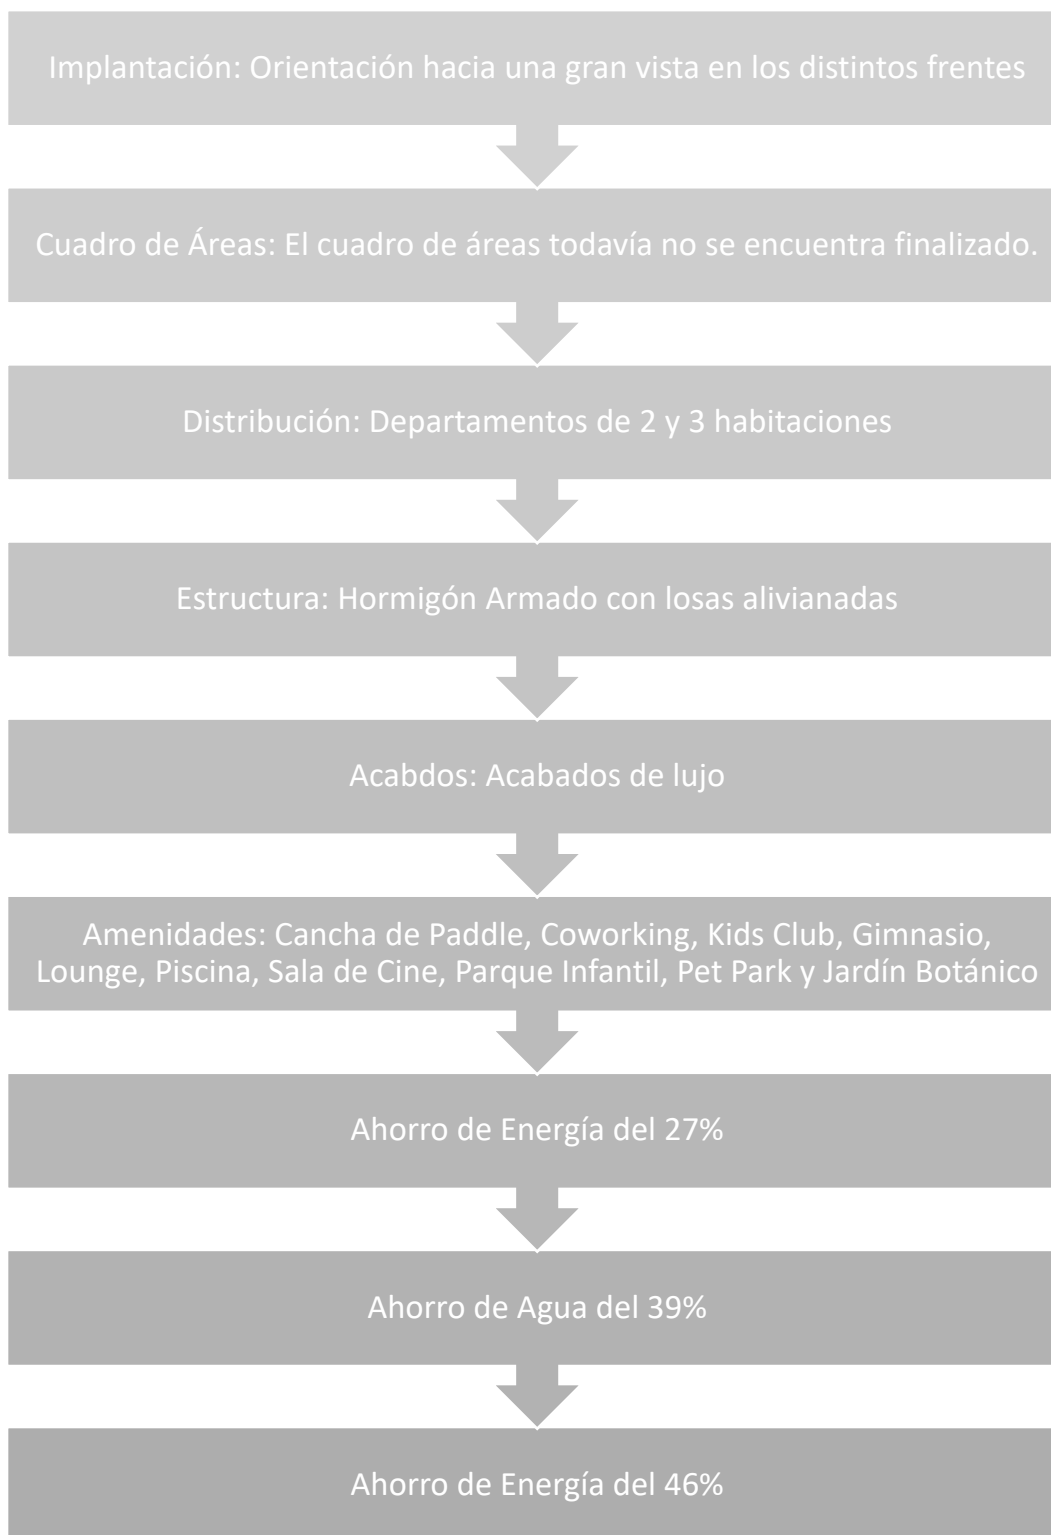 Implantación: Orientación hacia una gran vista en los distintos frentes
Cuadro de Áreas: El cuadro de áreas todavía no se encuentra finalizado.
Distribución: Departamentos de 2 y 3 habitaciones
Estructura: Hormigón Armado con losas alivianadas
Acabdos: Acabados de lujo
Amenidades: Cancha de Paddle, Coworking, Kids Club, Gimnasio,
Lounge, Piscina, Sala de Cine, Parque Infantil, Pet Park y Jardín Botánico
Ahorro de Energía del 27%
Ahorro de Agua del 39%
Ahorro de Energía del 46%